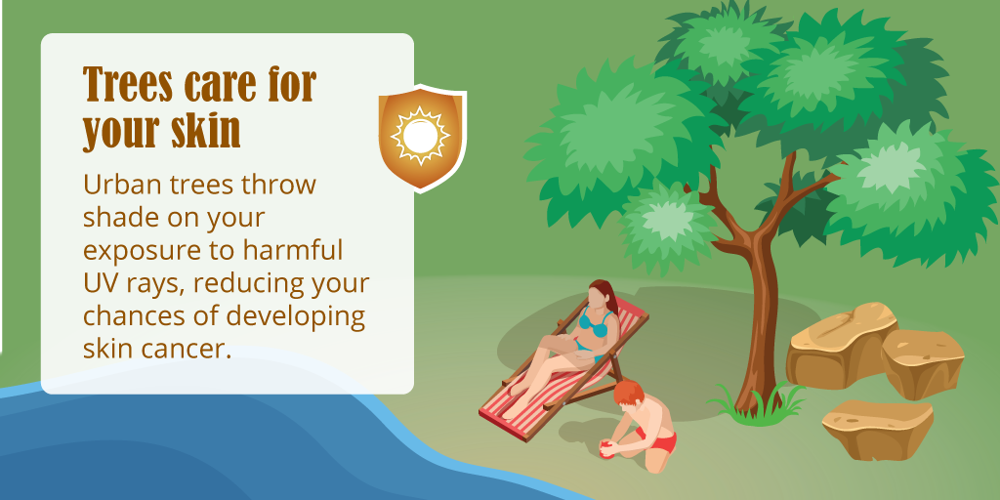 Trees care for
your skin
Urban trees throw
shade on your
exposure to harmful
UV rays, reducing your
chances of developing
skin cancer.